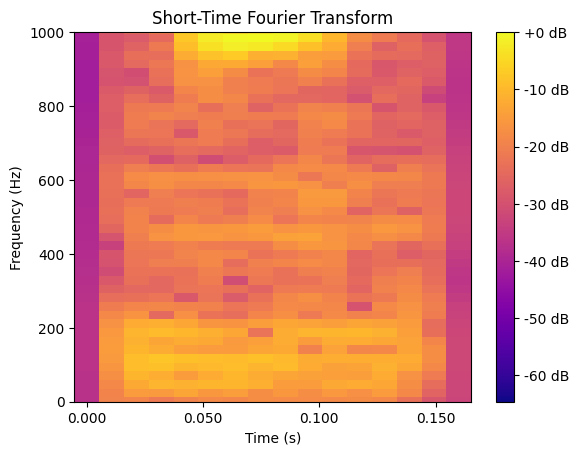 Short-Time Fourier Transform
1000
800
600
400
200
0
Frequency (Hz)
0.000
0.050
0.100
0.150
Time (s)
+0 dB
-10 dB
-20 dB
-30 dB
-40 dB
-50 dB
-60 dB